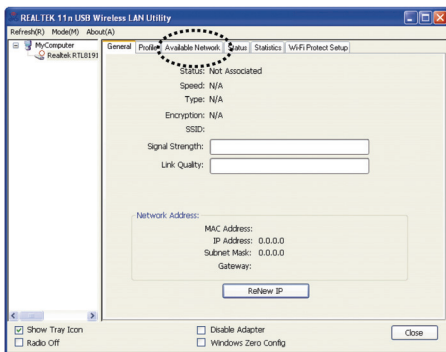 REALTEK 11n USB Wireless LAN Utility
Refresh(R) Mode(M) About(A)
MyComputer
Realtek RTL8191
General Profile Available Network Status Statistics Wi-Fi Protect Setup
Status: Not Associated
Speed: N/A
Type: N/A
Encryption: N/A
SSID:
Signal Strength:
Link Quality:
Network Address:
MAC Address:
IP Address: 0.0.0.0
Subnet Mask: 0.0.0.0
Gateway:
ReNew IP
Show Tray Icon
Radio Off
Disable Adapter
Windows Zero Config
Close